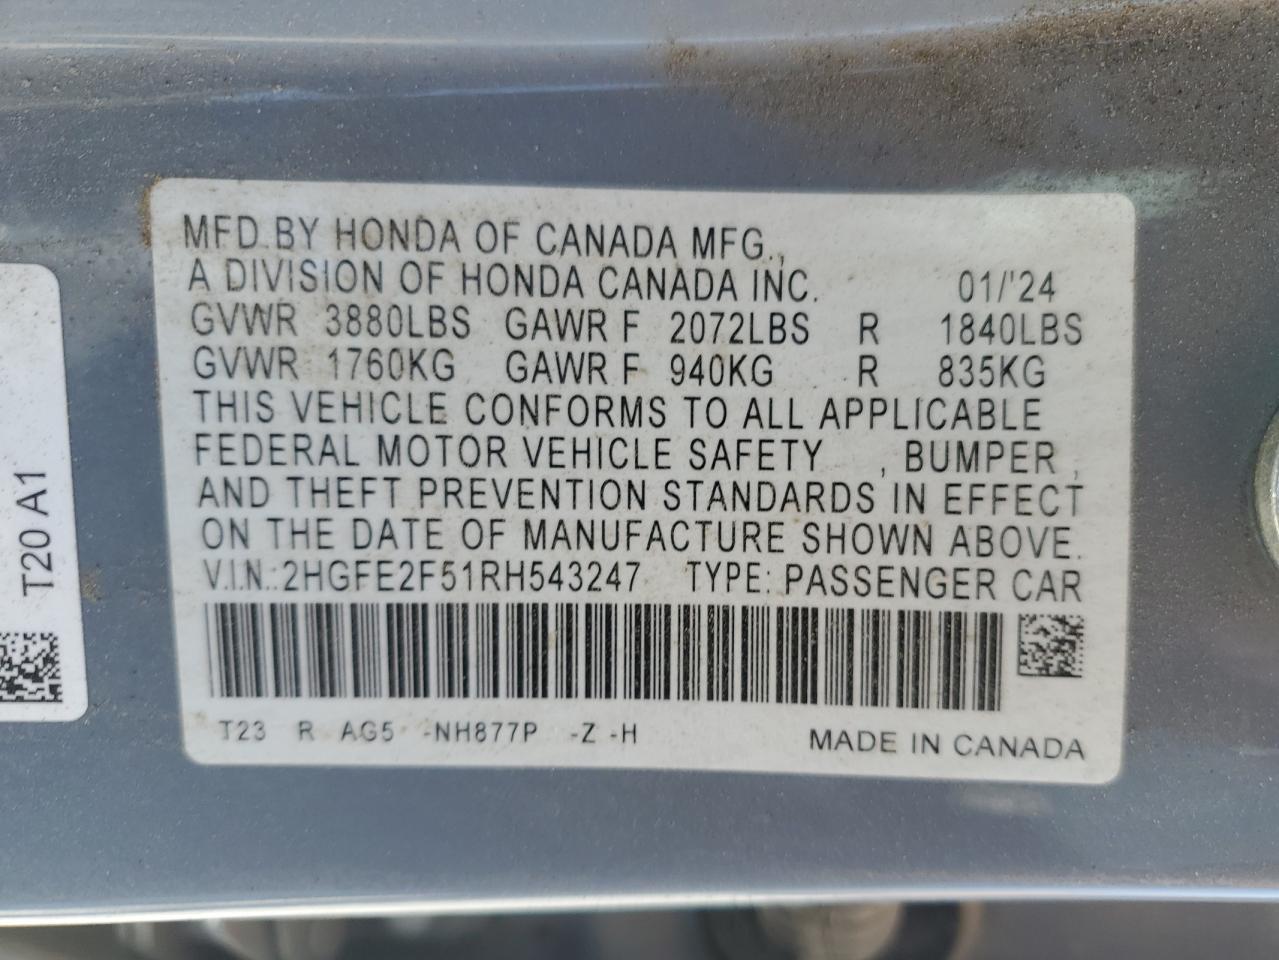 MFD.BY HONDA OF CANADA MFG.,
A DIVISION OF HONDA CANADA INC. 01/'24
GVWR 3880LBS GAWR F 2072LBS R 1840LBS
GVWR 1760KG GAWR F 940KG R 835KG
THIS VEHICLE CONFORMS TO ALL APPLICABLE
FEDERAL MOTOR VEHICLE SAFETY , BUMPER ,
AND THEFT PREVENTION STANDARDS IN EFFECT
ON THE DATE OF MANUFACTURE SHOWN ABOVE.
V.I.N.:2HGFE2F51RH543247 TYPE: PASSENGER CAR
T23 R AG5 -NH877P -Z -H MADE IN CANADA
T20 A1